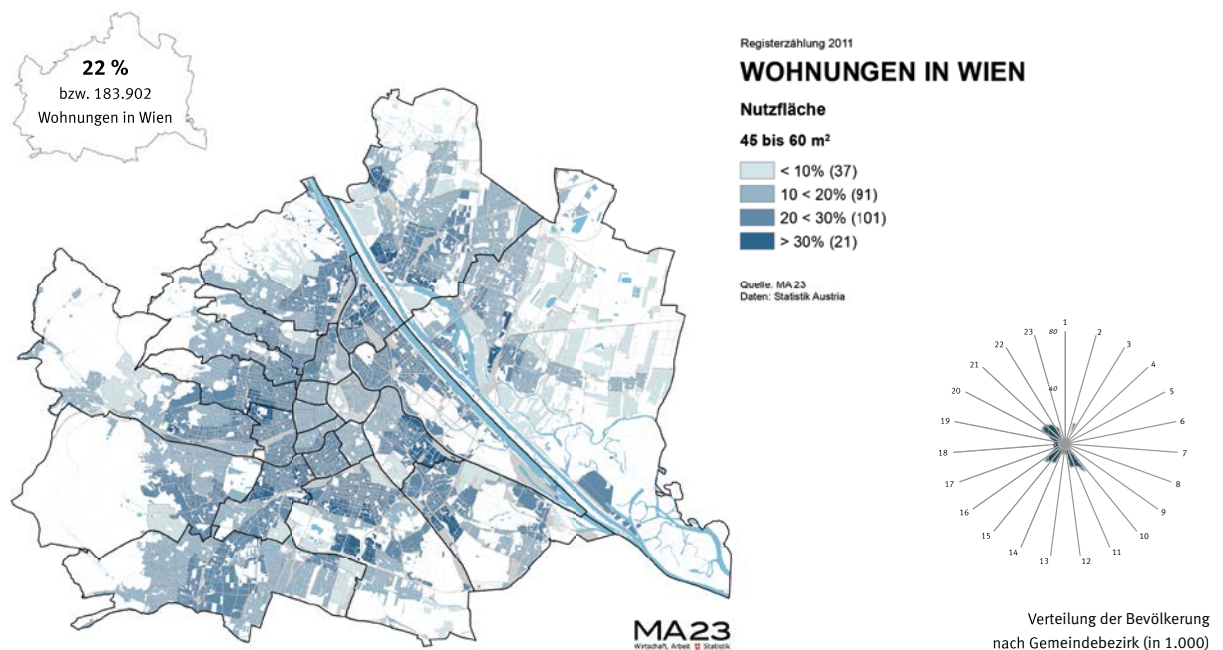 22 %
bzw. 183.902
Wohnungen in Wien
Registerzählung 2011
WOHNUNGEN IN WIEN
Nutzfläche
45 bis 60 m²
< 10% (37)
10 < 20% (91)
20 < 30% (101)
> 30% (21)
Quelle: MA 23
Daten: Statistik Austria
1
2
3
4
5
6
7
8
9
10
11
12
13
14
15
16
17
18
19
20
21
22
23
80
40
0
MA23
Wirtschaft, Arbeit Statistik
Verteilung der Bevölkerung
nach Gemeindebezirk (in 1.000)